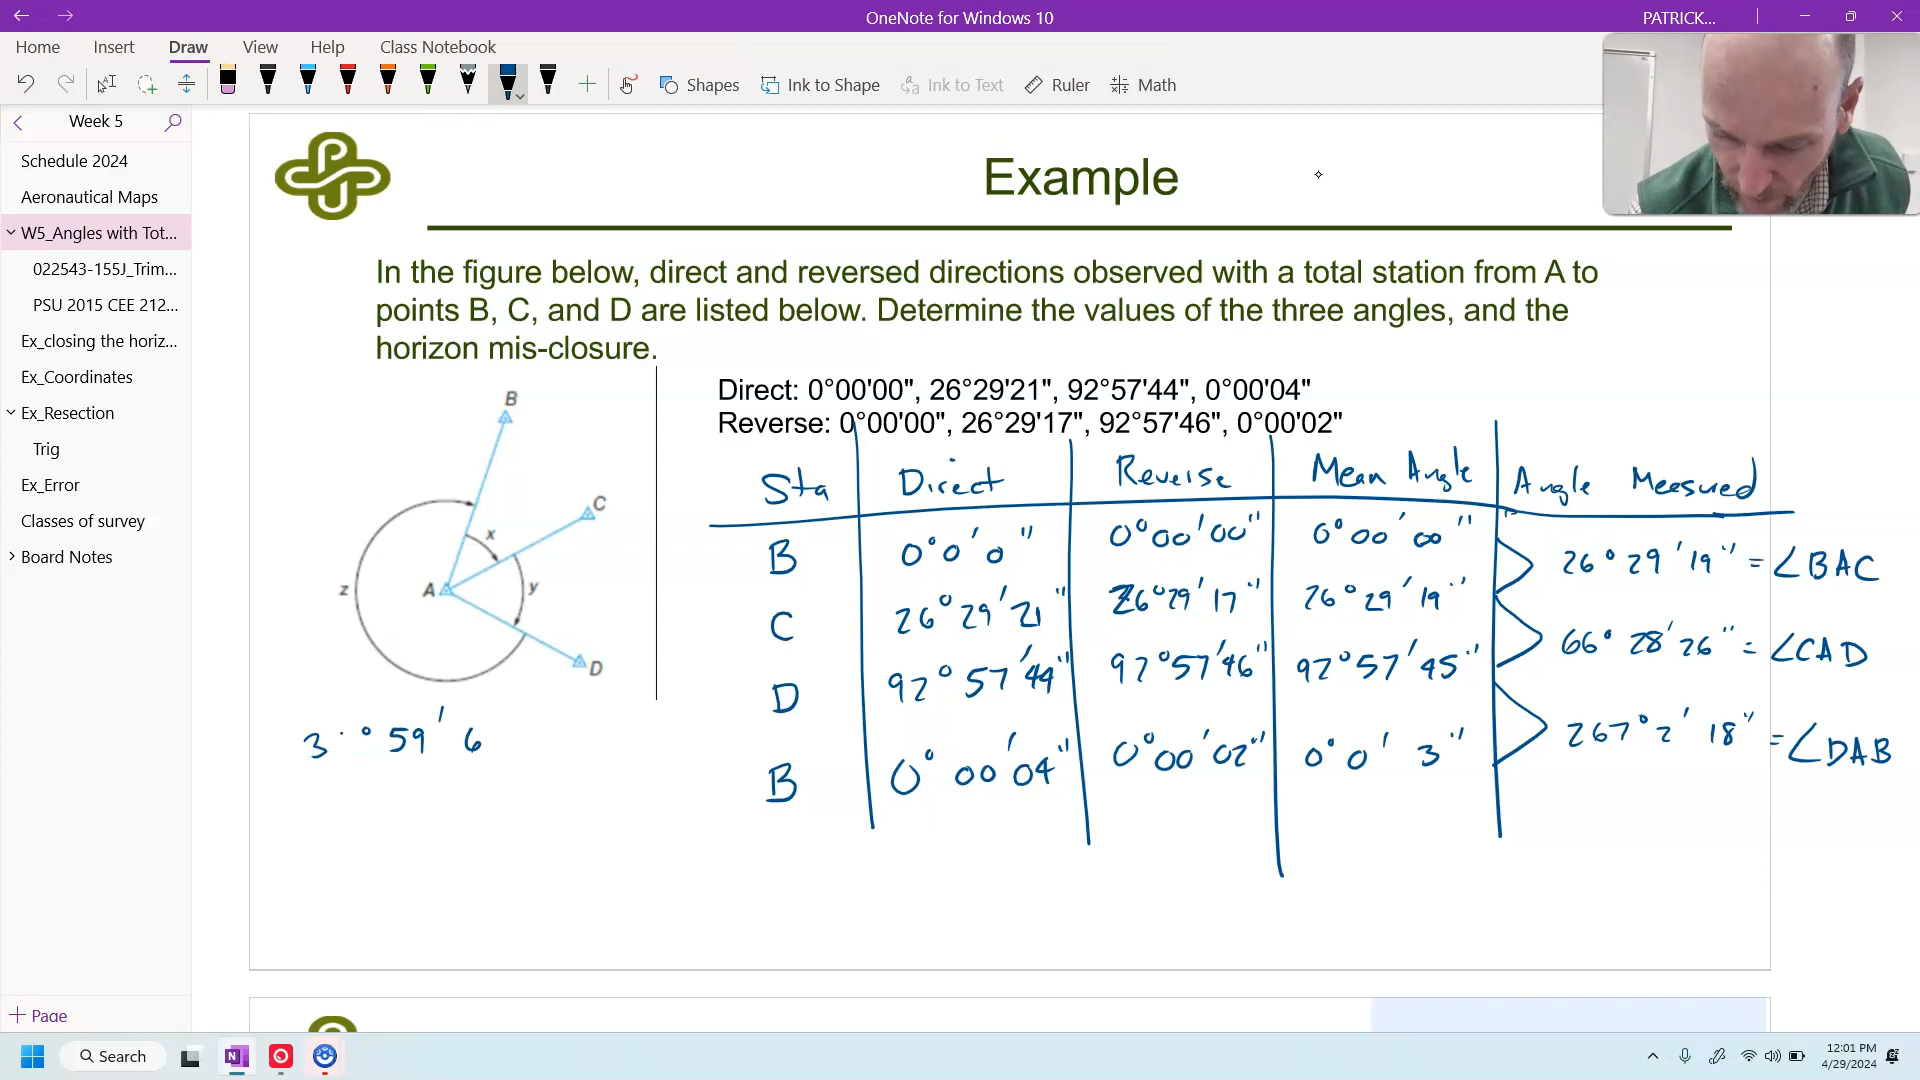 OneNote for Windows 10
PATRICK...
Home Insert Draw View Help Class Notebook
Shapes Ink to Shape Ink to Text Ruler Math
Week 5
Schedule 2024
Aeronautical Maps
W5_Angles with Tot...
022543-155J_Trim...
PSU 2015 CEE 212...
Ex_closing the horiz...
Ex_Coordinates
Ex_Resection
Trig
Ex_Error
Classes of survey
Board Notes
Page
Example
In the figure below, direct and reversed directions observed with a total station from A to
points B, C, and D are listed below. Determine the values of the three angles, and the
horizon mis-closure.
Direct: 0°00'00", 26°29'21", 92°57'44", 0°00'04"
Reverse: 0°00'00", 26°29'17", 92°57'46", 0°00'02"
B
C
x
y
z
A
D
3 ° 59' 6
Sta Direct Reverse Mean Angle Angle Measured
B 0°0'0" 0°00'00" 0°00'00"
26°29'19" = ∠BAC
C 26°29'21" 26°29'17" 26°29'19"
66°28'26" = ∠CAD
D 92°57'44" 92°57'46" 92°57'45"
267°2'18" = ∠DAB
B 0°00'04" 0°00'02" 0°0'3"
Search
12:01 PM
4/29/2024